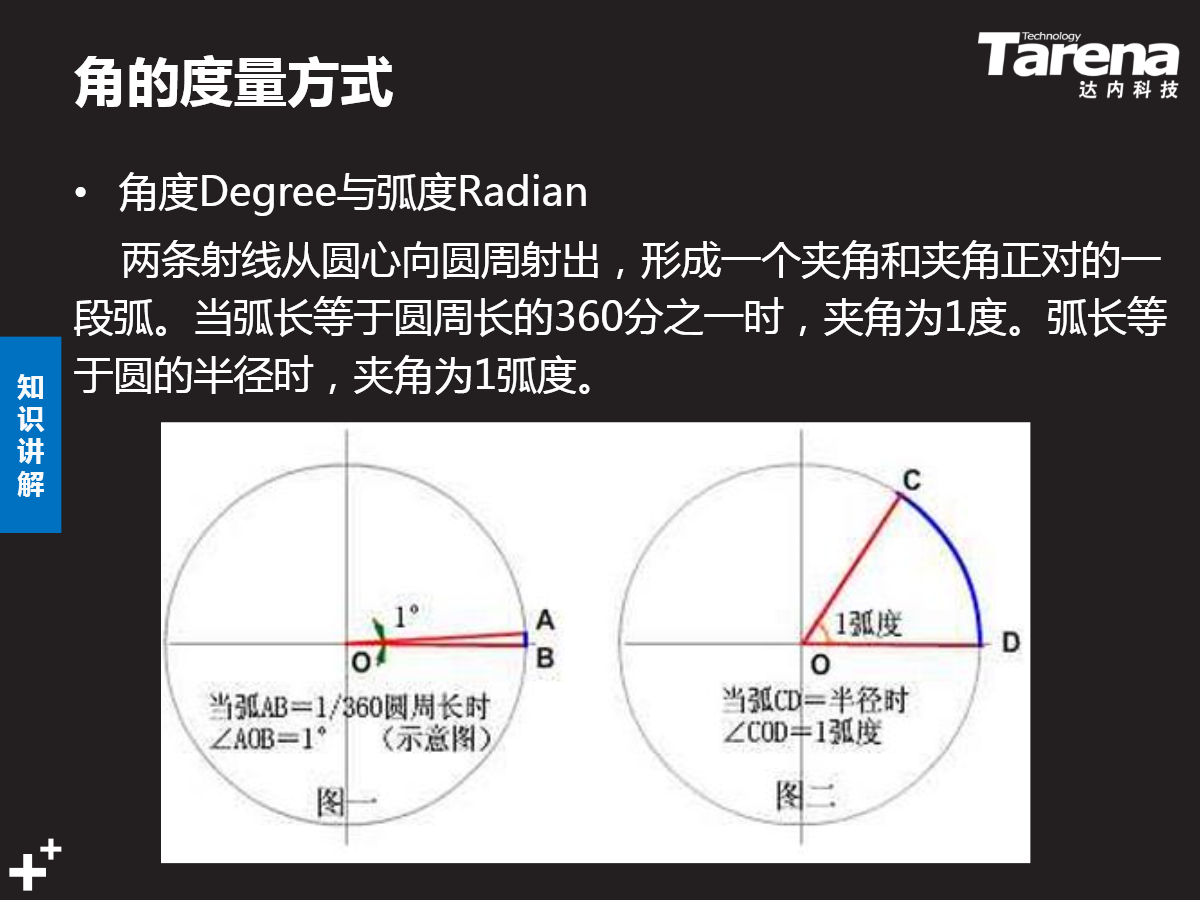 角的度量方式
Technology
Tarena
达内科技
• 角度Degree与弧度Radian
两条射线从圆心向圆周射出，形成一个夹角和夹角正对的一
段弧。当弧长等于圆周长的360分之一时，夹角为1度。弧长等
于圆的半径时，夹角为1弧度。
知
识
讲
解
1°
A
O
B
当弧AB=1/360圆周长时
∠AOB=1° （示意图）
图一
C
1弧度
D
O
当弧CD=半径时
∠COD=1弧度
图二